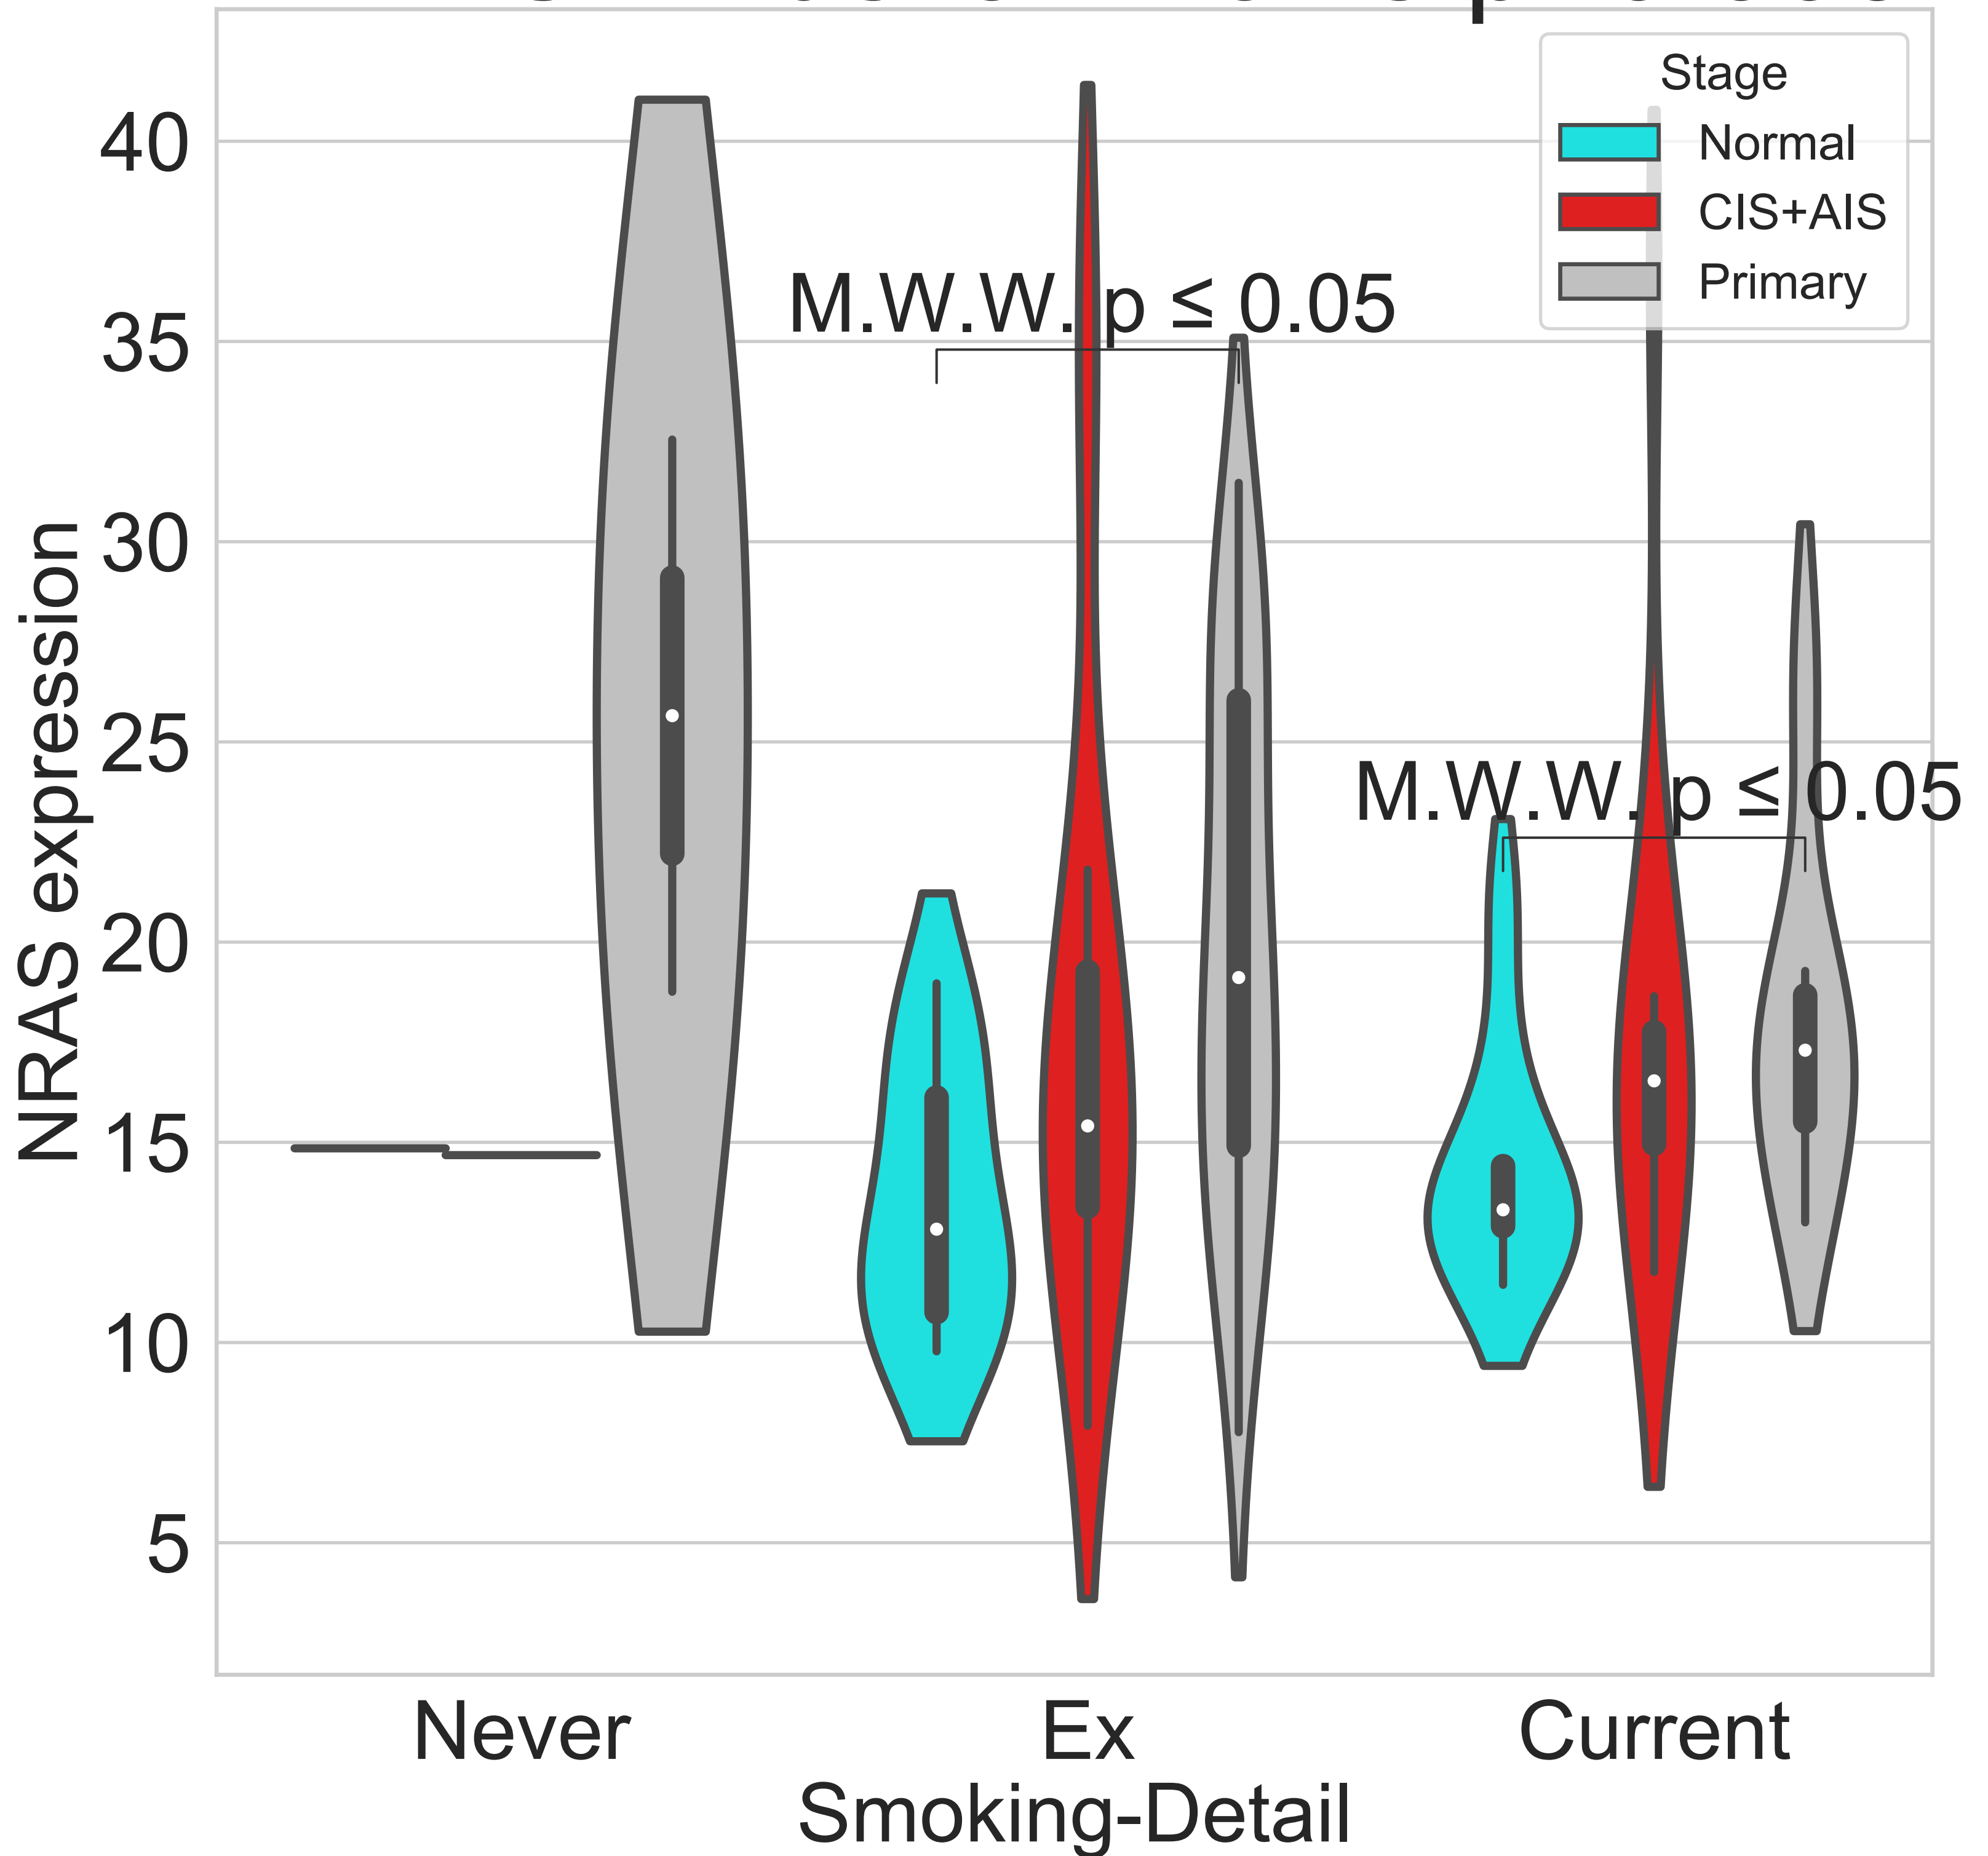 Stage
Normal
CIS+AIS
Primary
M.W.W. p ≤ 0.05
M.W.W. p ≤ 0.05
NRAS expression
40
35
30
25
20
15
10
5
Never
Ex
Current
Smoking-Detail